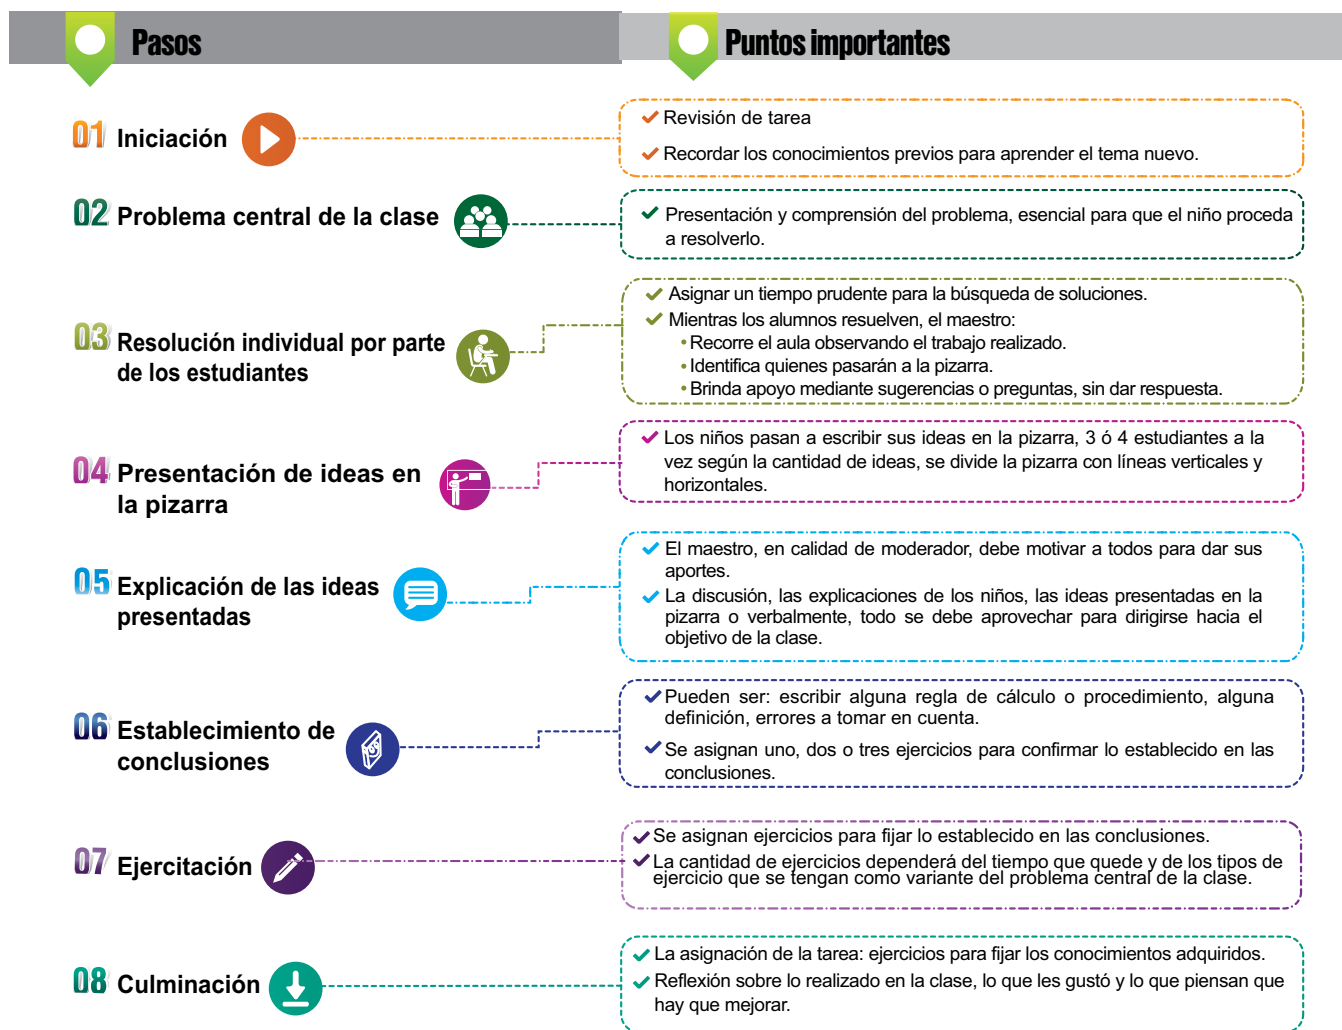 Pasos
Puntos importantes
01 Iniciación
Revisión de tarea
Recordar los conocimientos previos para aprender el tema nuevo.
02 Problema central de la clase
Presentación y comprensión del problema, esencial para que el niño proceda
a resolverlo.
03 Resolución individual por parte
de los estudiantes
Asignar un tiempo prudente para la búsqueda de soluciones.
Mientras los alumnos resuelven, el maestro:
• Recorre el aula observando el trabajo realizado.
• Identifica quienes pasarán a la pizarra.
• Brinda apoyo mediante sugerencias o preguntas, sin dar respuesta.
04 Presentación de ideas en
la pizarra
Los niños pasan a escribir sus ideas en la pizarra, 3 ó 4 estudiantes a la
vez según la cantidad de ideas, se divide la pizarra con líneas verticales y
horizontales.
05 Explicación de las ideas
presentadas
El maestro, en calidad de moderador, debe motivar a todos para dar sus
aportes.
La discusión, las explicaciones de los niños, las ideas presentadas en la
pizarra o verbalmente, todo se debe aprovechar para dirigirse hacia el
objetivo de la clase.
06 Establecimiento de
conclusiones
Pueden ser: escribir alguna regla de cálculo o procedimiento, alguna
definición, errores a tomar en cuenta.
Se asignan uno, dos o tres ejercicios para confirmar lo establecido en las
conclusiones.
07 Ejercitación
Se asignan ejercicios para fijar lo establecido en las conclusiones.
La cantidad de ejercicios dependerá del tiempo que quede y de los tipos de
ejercicio que se tengan como variante del problema central de la clase.
08 Culminación
La asignación de la tarea: ejercicios para fijar los conocimientos adquiridos.
Reflexión sobre lo realizado en la clase, lo que les gustó y lo que piensan que
hay que mejorar.